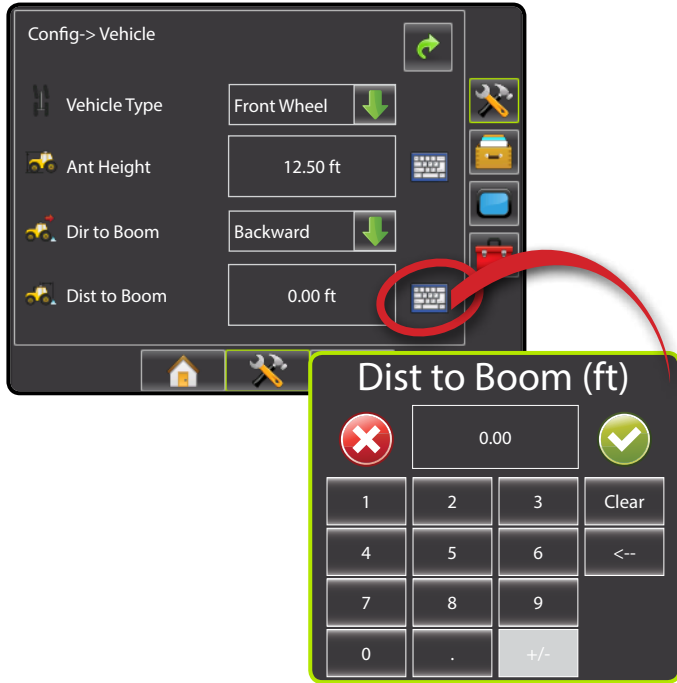 Config-> Vehicle
Vehicle Type Front Wheel
Ant Height 12.50 ft
Dir to Boom Backward
Dist to Boom 0.00 ft
Dist to Boom (ft)
0.00
1 2 3 Clear
4 5 6 <--
7 8 9
0 . +/-